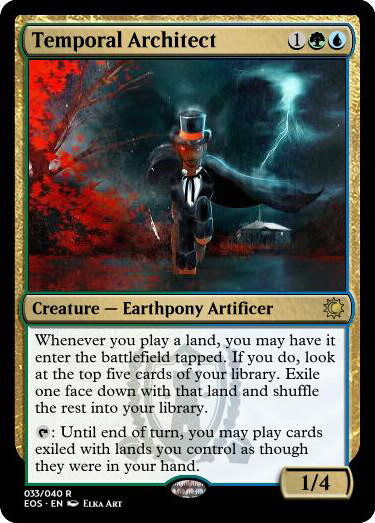 Temporal Architect 1
Creature — Earthpony Artificer
Whenever you play a land, you may have it
enter the battlefield tapped. If you do, look
at the top five cards of your library. Exile
one face down with that land and shuffle
the rest into your library.
: Until end of turn, you may play cards
exiled with lands you control as though
they were in your hand.
1/4
033/040 R
EOS • EN Elka Art